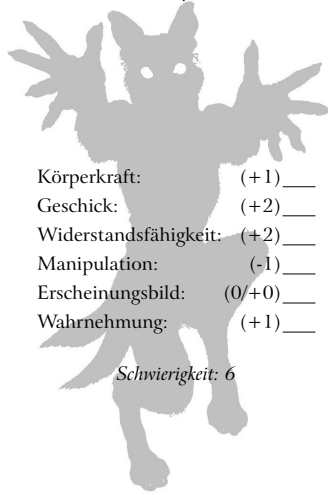 Körperkraft: (+1)___
Geschick: (+2)___
Widerstandsfähigkeit: (+2)___
Manipulation: (-1)___
Erscheinungsbild: (0/+0)___
Wahrnehmung: (+1)___
Schwierigkeit: 6